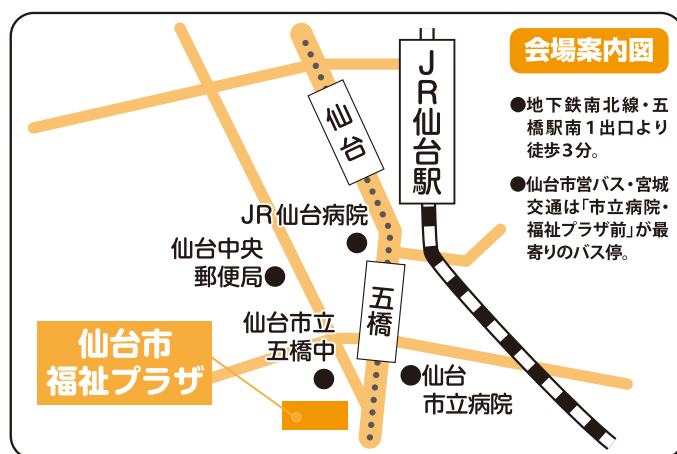 会場案内図
●地下鉄南北線・五
橋駅南1出口より
徒歩3分。
●仙台市営バス・宮城
交通は「市立病院・
福祉プラザ前」が最
寄りのバス停。
JR仙台駅
仙台
JR仙台病院
仙台中央
郵便局
五橋
仙台市立
五橋中
仙台市
福祉プラザ
仙台
市立病院